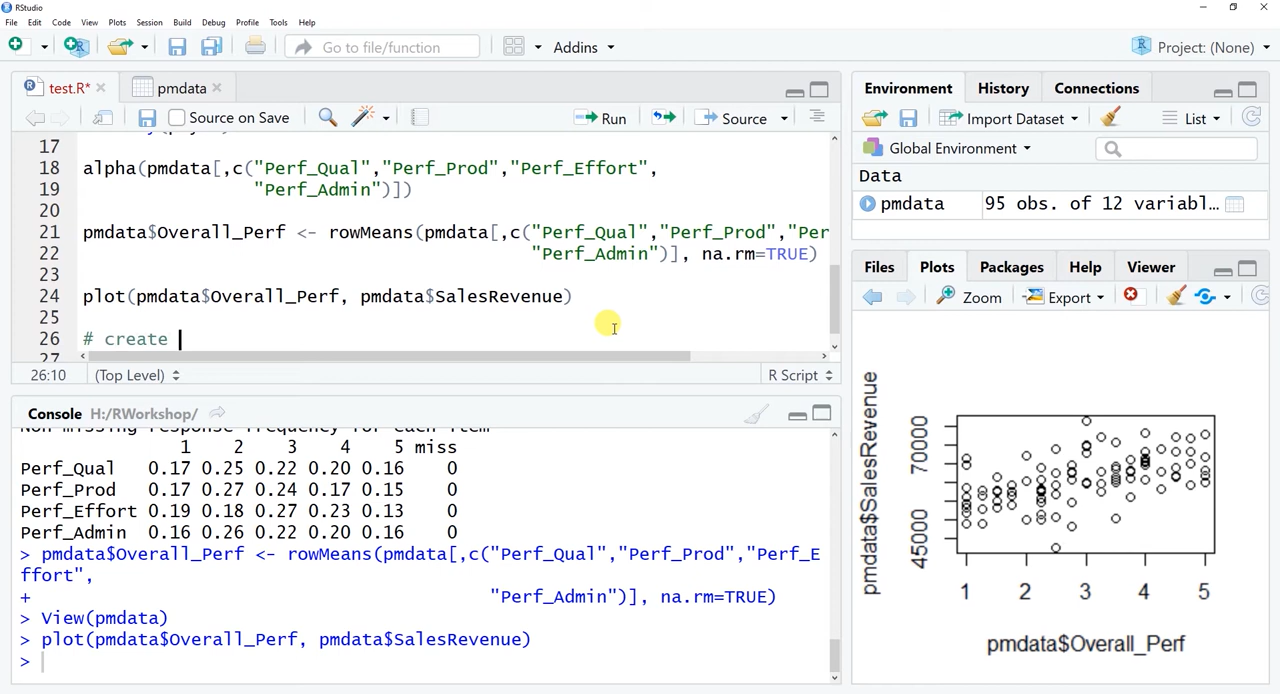 RStudio
File Edit Code View Plots Session Build Debug Profile Tools Help
Go to file/function Addins Project: (None)
test.R* pmdata
Source on Save Run Source
17
18 alpha(pmdata[,c("Perf_Qual","Perf_Prod","Perf_Effort",
19 "Perf_Admin")])
20
21 pmdata$Overall_Perf <- rowMeans(pmdata[,c("Perf_Qual","Perf_Prod","Per
22 "Perf_Admin")], na.rm=TRUE)
23
24 plot(pmdata$Overall_Perf, pmdata$SalesRevenue)
25
26 # create
27
26:10 (Top Level) R Script
Console H:/RWorkshop/
Non missing response frequency for each item
1 2 3 4 5 miss
Perf_Qual 0.17 0.25 0.22 0.20 0.16 0
Perf_Prod 0.17 0.27 0.24 0.17 0.15 0
Perf_Effort 0.19 0.18 0.27 0.23 0.13 0
Perf_Admin 0.16 0.26 0.22 0.20 0.16 0
> pmdata$Overall_Perf <- rowMeans(pmdata[,c("Perf_Qual","Perf_Prod","Perf_E
ffort",
+ "Perf_Admin")], na.rm=TRUE)
> View(pmdata)
> plot(pmdata$Overall_Perf, pmdata$SalesRevenue)
>
Environment History Connections
Import Dataset List
Global Environment
Data
pmdata 95 obs. of 12 variabl…
Files Plots Packages Help Viewer
Zoom Export
pmdata$SalesRevenue
70000
45000
1 2 3 4 5
pmdata$Overall_Perf